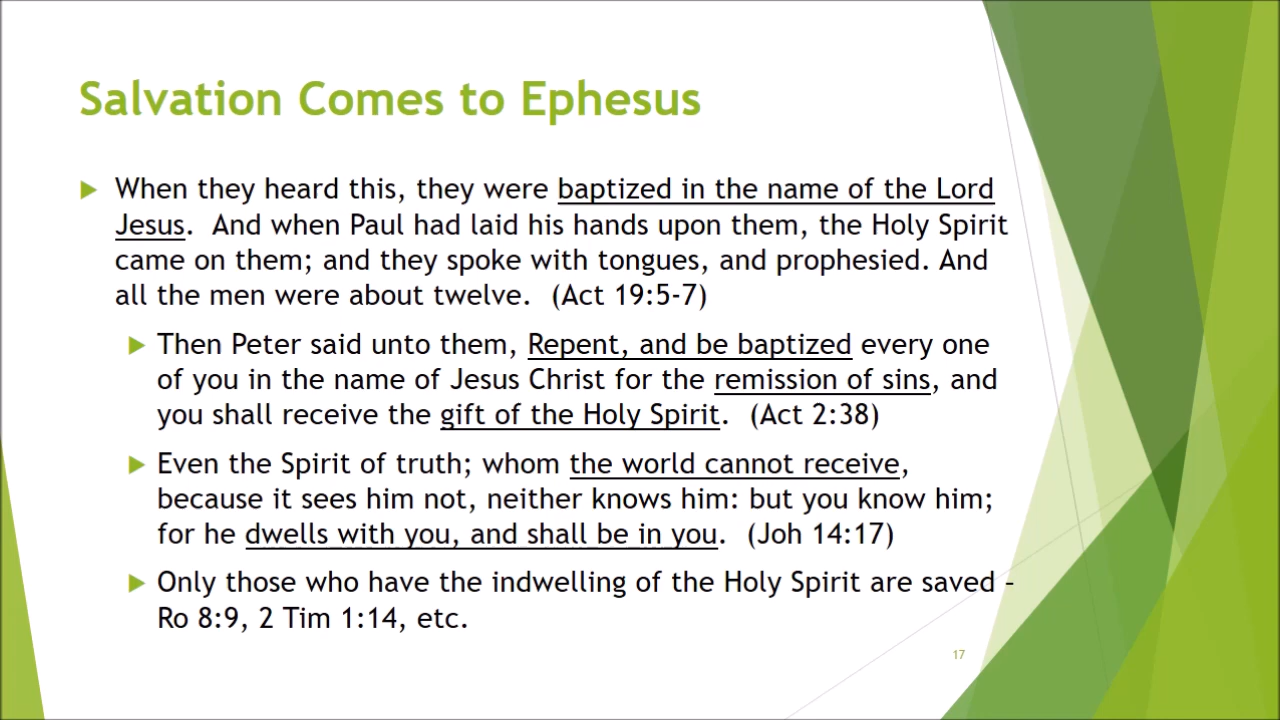 Salvation Comes to Ephesus
When they heard this, they were baptized in the name of the Lord
Jesus.  And when Paul had laid his hands upon them, the Holy Spirit
came on them; and they spoke with tongues, and prophesied. And
all the men were about twelve.  (Act 19:5-7)
Then Peter said unto them, Repent, and be baptized every one
of you in the name of Jesus Christ for the remission of sins, and
you shall receive the gift of the Holy Spirit.  (Act 2:38)
Even the Spirit of truth; whom the world cannot receive,
because it sees him not, neither knows him: but you know him;
for he dwells with you, and shall be in you.  (Joh 14:17)
Only those who have the indwelling of the Holy Spirit are saved –
Ro 8:9, 2 Tim 1:14, etc.
17